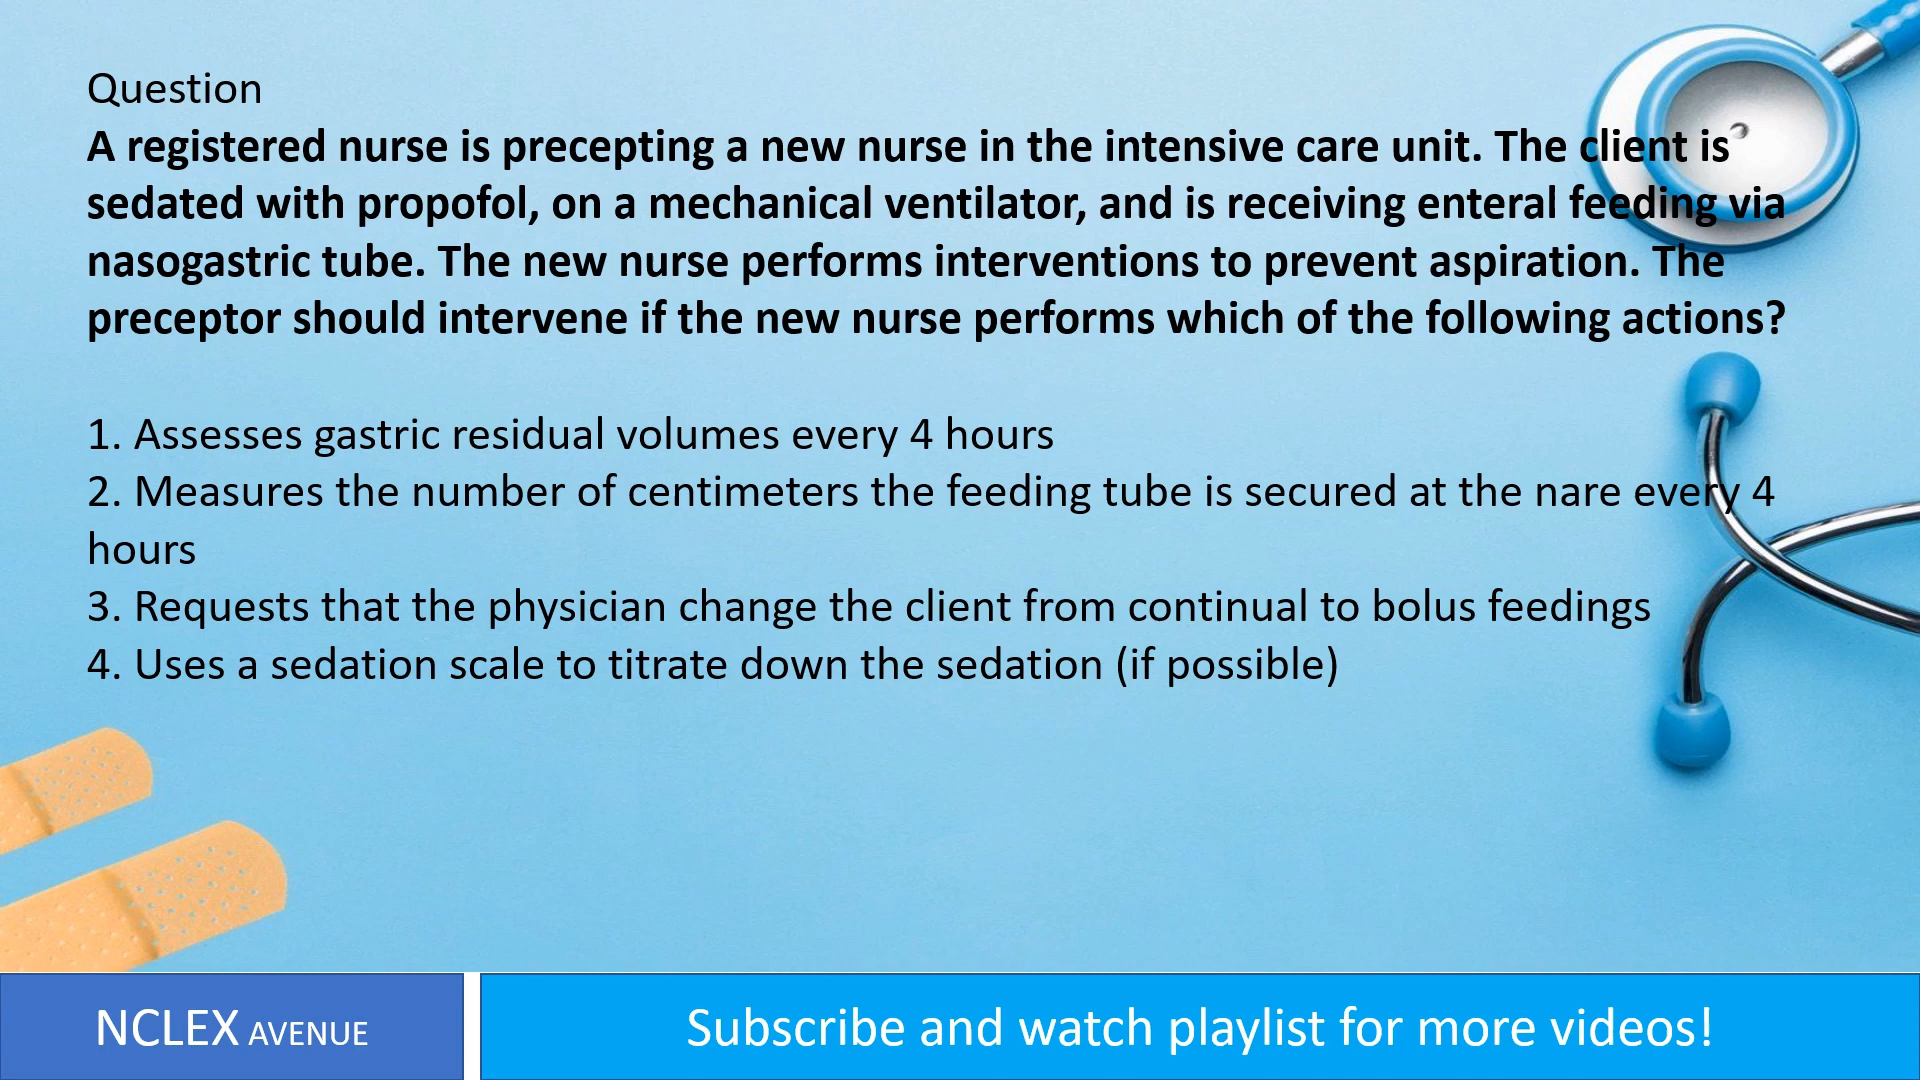 Question
A registered nurse is precepting a new nurse in the intensive care unit. The client is
sedated with propofol, on a mechanical ventilator, and is receiving enteral feeding via
nasogastric tube. The new nurse performs interventions to prevent aspiration. The
preceptor should intervene if the new nurse performs which of the following actions?
1. Assesses gastric residual volumes every 4 hours
2. Measures the number of centimeters the feeding tube is secured at the nare every 4
hours
3. Requests that the physician change the client from continual to bolus feedings
4. Uses a sedation scale to titrate down the sedation (if possible)
NCLEX AVENUE
Subscribe and watch playlist for more videos!